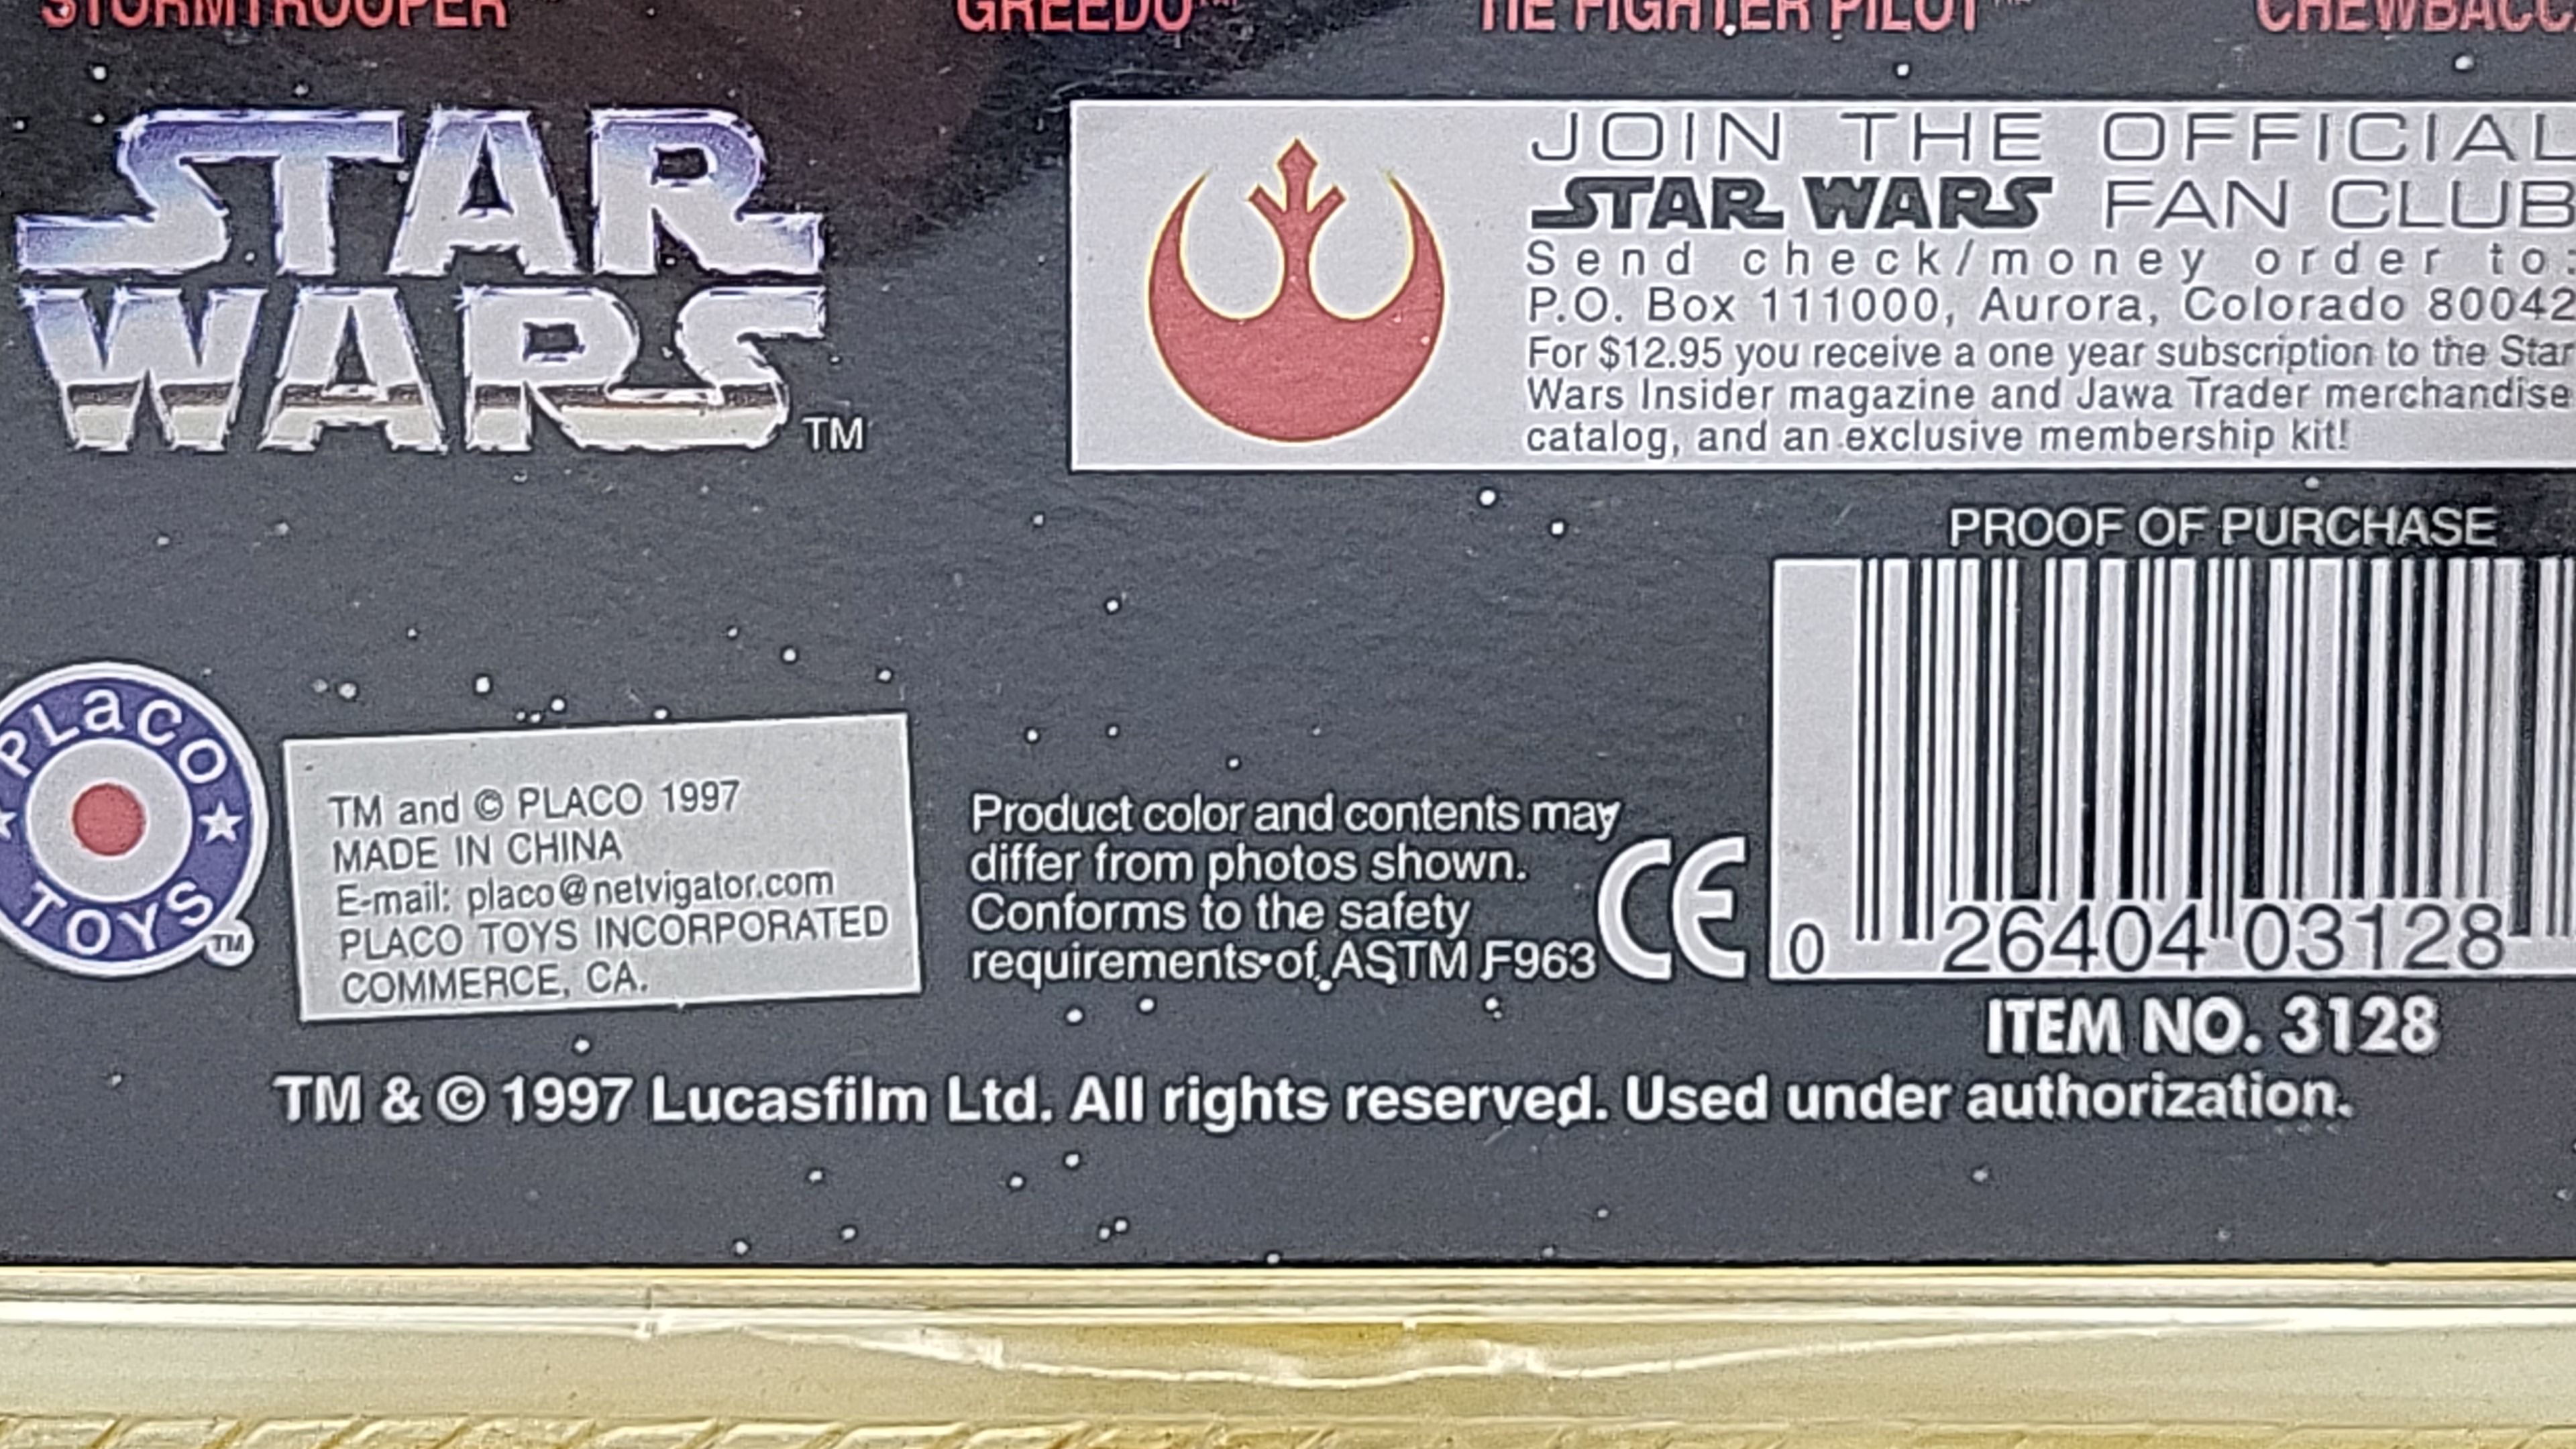 STORMTROOPER
GREEDO™
TIE FIGHTER PILOT™
CHEWBACC
STAR
WARS
TM
JOIN THE OFFICIAL
STAR WARS FAN CLUB
Send check/money order to:
P.O. Box 111000, Aurora, Colorado 80042
For $12.95 you receive a one year subscription to the Star
Wars Insider magazine and Jawa Trader merchandise
catalog, and an exclusive membership kit!
PROOF OF PURCHASE
0 26404 03128
ITEM NO. 3128
PLaCO
TOYS
TM
TM and © PLACO 1997
MADE IN CHINA
E-mail: placo@netvigator.com
PLACO TOYS INCORPORATED
COMMERCE, CA.
Product color and contents may
differ from photos shown.
Conforms to the safety
requirements of ASTM F963
CE
TM & © 1997 Lucasfilm Ltd. All rights reserved. Used under authorization.